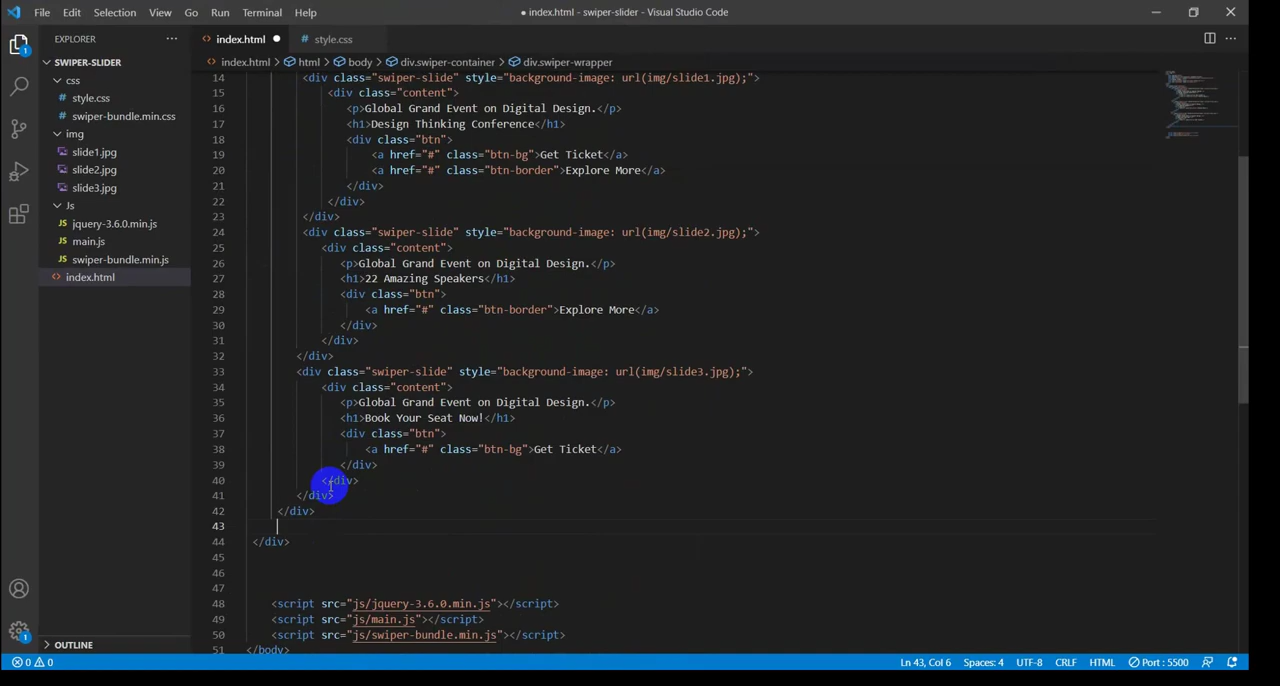 File Edit Selection View Go Run Terminal Help
● index.html - swiper-slider - Visual Studio Code
EXPLORER
SWIPER-SLIDER
css
# style.css
# swiper-bundle.min.css
img
slide1.jpg
slide2.jpg
slide3.jpg
Js
JS jquery-3.6.0.min.js
JS main.js
JS swiper-bundle.min.js
<> index.html
OUTLINE
1
1
<> index.html ●
# style.css
<> index.html > html > body > div.swiper-container > div.swiper-wrapper
14 <div class="swiper-slide" style="background-image: url(img/slide1.jpg);">
15 <div class="content">
16 <p>Global Grand Event on Digital Design.</p>
17 <h1>Design Thinking Conference</h1>
18 <div class="btn">
19 <a href="#" class="btn-bg">Get Ticket</a>
20 <a href="#" class="btn-border">Explore More</a>
21 </div>
22 </div>
23 </div>
24 <div class="swiper-slide" style="background-image: url(img/slide2.jpg);">
25 <div class="content">
26 <p>Global Grand Event on Digital Design.</p>
27 <h1>22 Amazing Speakers</h1>
28 <div class="btn">
29 <a href="#" class="btn-border">Explore More</a>
30 </div>
31 </div>
32 </div>
33 <div class="swiper-slide" style="background-image: url(img/slide3.jpg);">
34 <div class="content">
35 <p>Global Grand Event on Digital Design.</p>
36 <h1>Book Your Seat Now!</h1>
37 <div class="btn">
38 <a href="#" class="btn-bg">Get Ticket</a>
39 </div>
40 </div>
41 </div>
42 </div>
43
44 </div>
45
46
47
48 <script src="js/jquery-3.6.0.min.js"></script>
49 <script src="js/main.js"></script>
50 <script src="js/swiper-bundle.min.js"></script>
51 </body>
0 0 Ln 43, Col 6 Spaces: 4 UTF-8 CRLF HTML Port : 5500